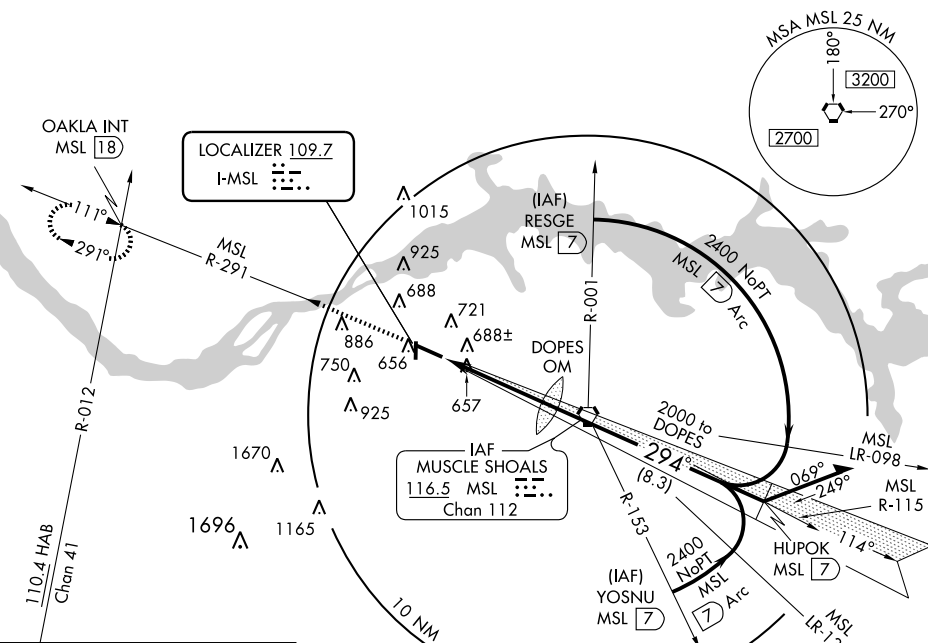 MSA MSL 25 NM
180°
3200
270°
2700
OAKLA INT
MSL 18
LOCALIZER 109.7
I-MSL
1015
(IAF)
RESGE
MSL 7
2400 NoPT
MSL 7 Arc
111°
291°
MSL
R-291
925
688
721
688±
R-001
886
656
DOPES
OM
750
657
925
R-012
2000 to
DOPES
MSL
LR-098
1670
IAF
MUSCLE SHOALS
116.5 MSL
Chan 112
294°
(8.3)
069°
249°
MSL
R-115
1165
1696
R-153
114°
HUPOK
MSL 7
2400
NoPT
MSL
7 Arc
(IAF)
YOSNU
MSL 7
110.4 HAB
Chan 41
10 NM
MSL